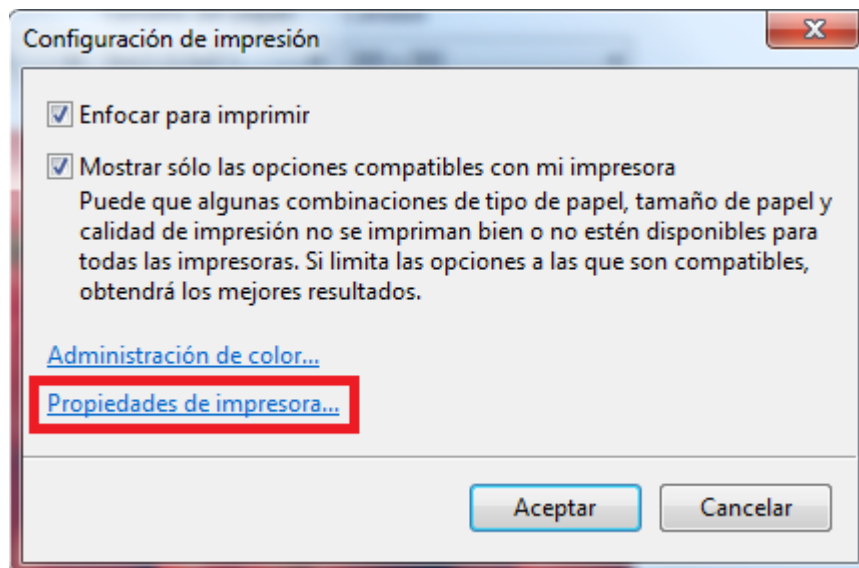 Configuración de impresión
Enfocar para imprimir
Mostrar sólo las opciones compatibles con mi impresora
Puede que algunas combinaciones de tipo de papel, tamaño de papel y
calidad de impresión no se impriman bien o no estén disponibles para
todas las impresoras. Si limita las opciones a las que son compatibles,
obtendrá los mejores resultados.
Administración de color...
Propiedades de impresora...
Aceptar
Cancelar